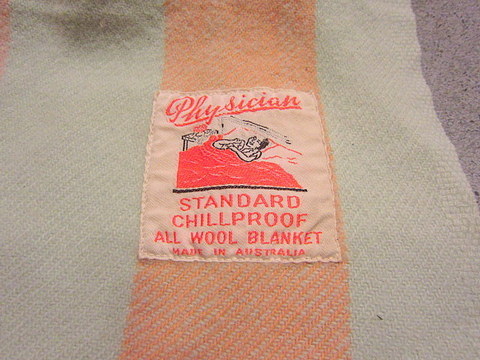 Physician
STANDARD
CHILLPROOF
ALL WOOL BLANKET
MADE IN AUSTRALIA